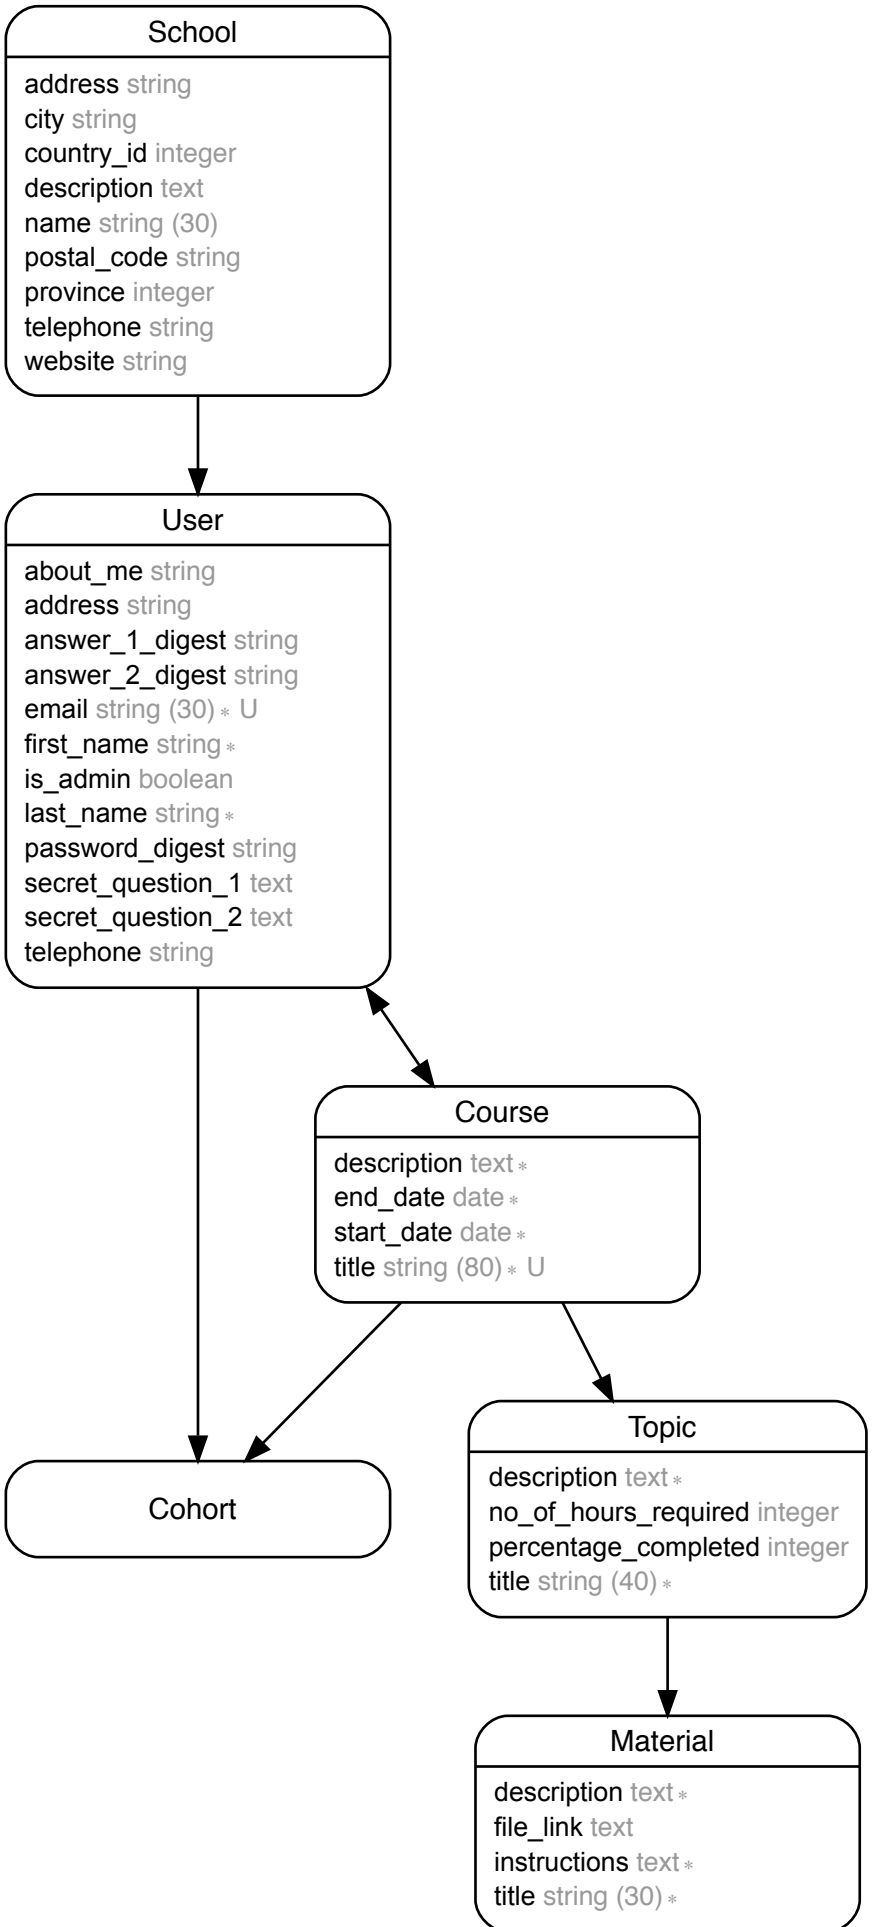 School
address string
city string
country_id integer
description text
name string (30)
postal_code string
province integer
telephone string
website string
User
about_me string
address string
answer_1_digest string
answer_2_digest string
email string (30) * U
first_name string *
is_admin boolean
last_name string *
password_digest string
secret_question_1 text
secret_question_2 text
telephone string
Course
description text *
end_date date *
start_date date *
title string (80) * U
Cohort
Topic
description text *
no_of_hours_required integer
percentage_completed integer
title string (40) *
Material
description text *
file_link text
instructions text *
title string (30) *